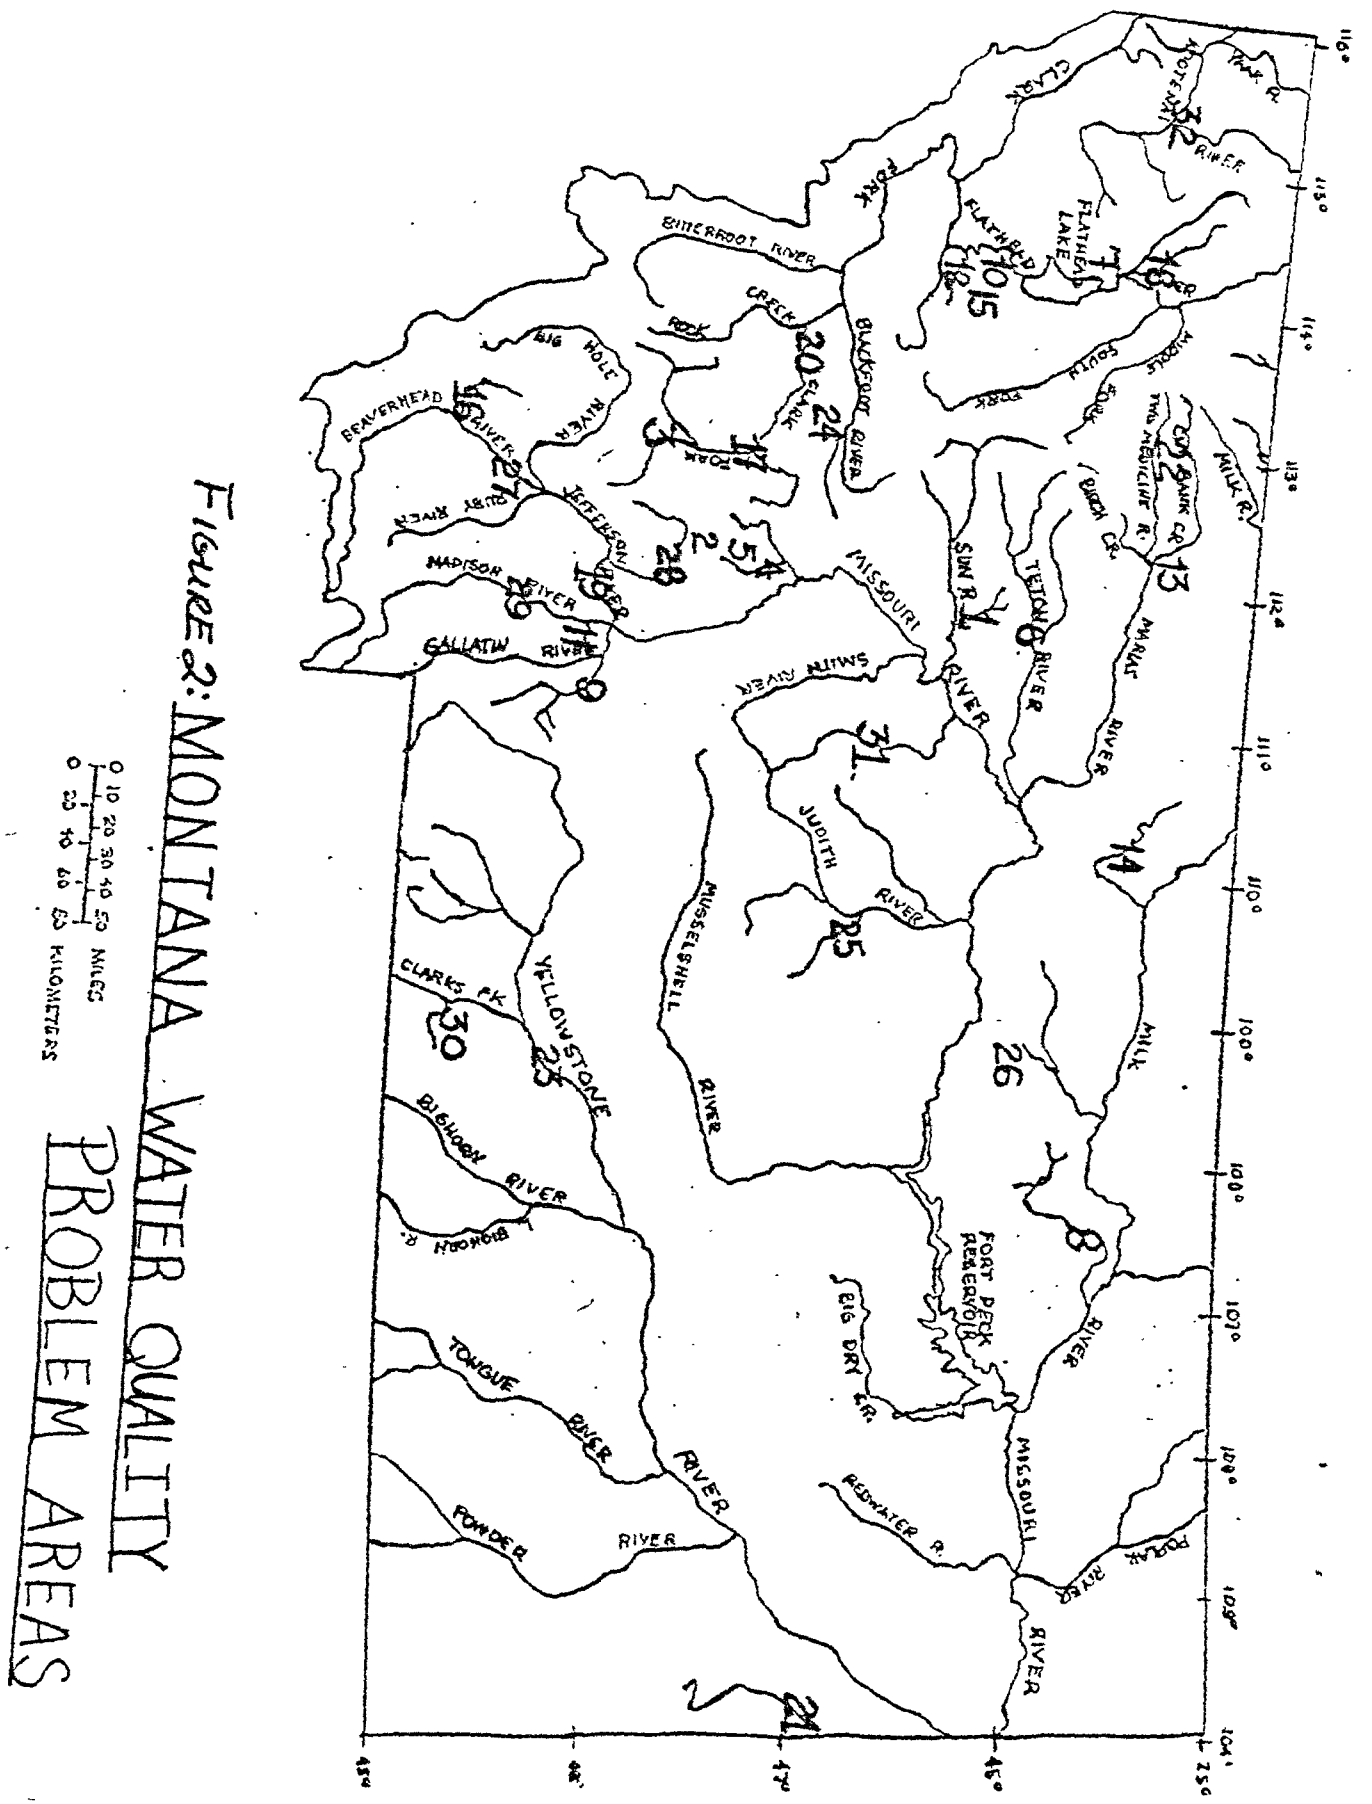 116°
115°
114°
113°
112°
111°
110°
109°
108°
107°
104°
45°
47°
RIVER
KOOTENAI
32
CLARK
FORK
FLATHEAD
LAKE
FLATHEAD
7
18
10
15
18
MIDDLE
FORK
SOUTH
FORK
BITTERROOT RIVER
ROCK
CREEK
20
CLARK
FORK
BLACKFOOT RIVER
24
17
3
BIG HOLE
RIVER
BEAVERHEAD
16
RIVER
27
RUBY
RIVER
JEFFERSON
RIVER
19
28
2
5
4
MADISON
RIVER
29
11
GALLATIN RIVER
9
MISSOURI
RIVER
SMITH RIVER
SUN R.
1
TETON RIVER
6
MILK R.
CUT BANK CR.
TWO MEDICINE R.
BIRCH CR.
13
MARIAS
RIVER
31
JUDITH
RIVER
25
14
MILK
RIVER
26
8
MUSSELSHELL
RIVER
YELLOWSTONE
RIVER
CLARKS FK
30
23
BIGHORN
RIVER
L. BIGHORN R.
TONGUE
RIVER
POWDER
RIVER
FORT PECK
RESERVOIR
BIG DRY CR.
MISSOURI
RIVER
REDWATER R.
POPLAR
RIVER
21
FIGURE 2: MONTANA WATER QUALITY
PROBLEM AREAS
0 10 20 30 40 50 MILES
0 20 40 60 80 KILOMETERS